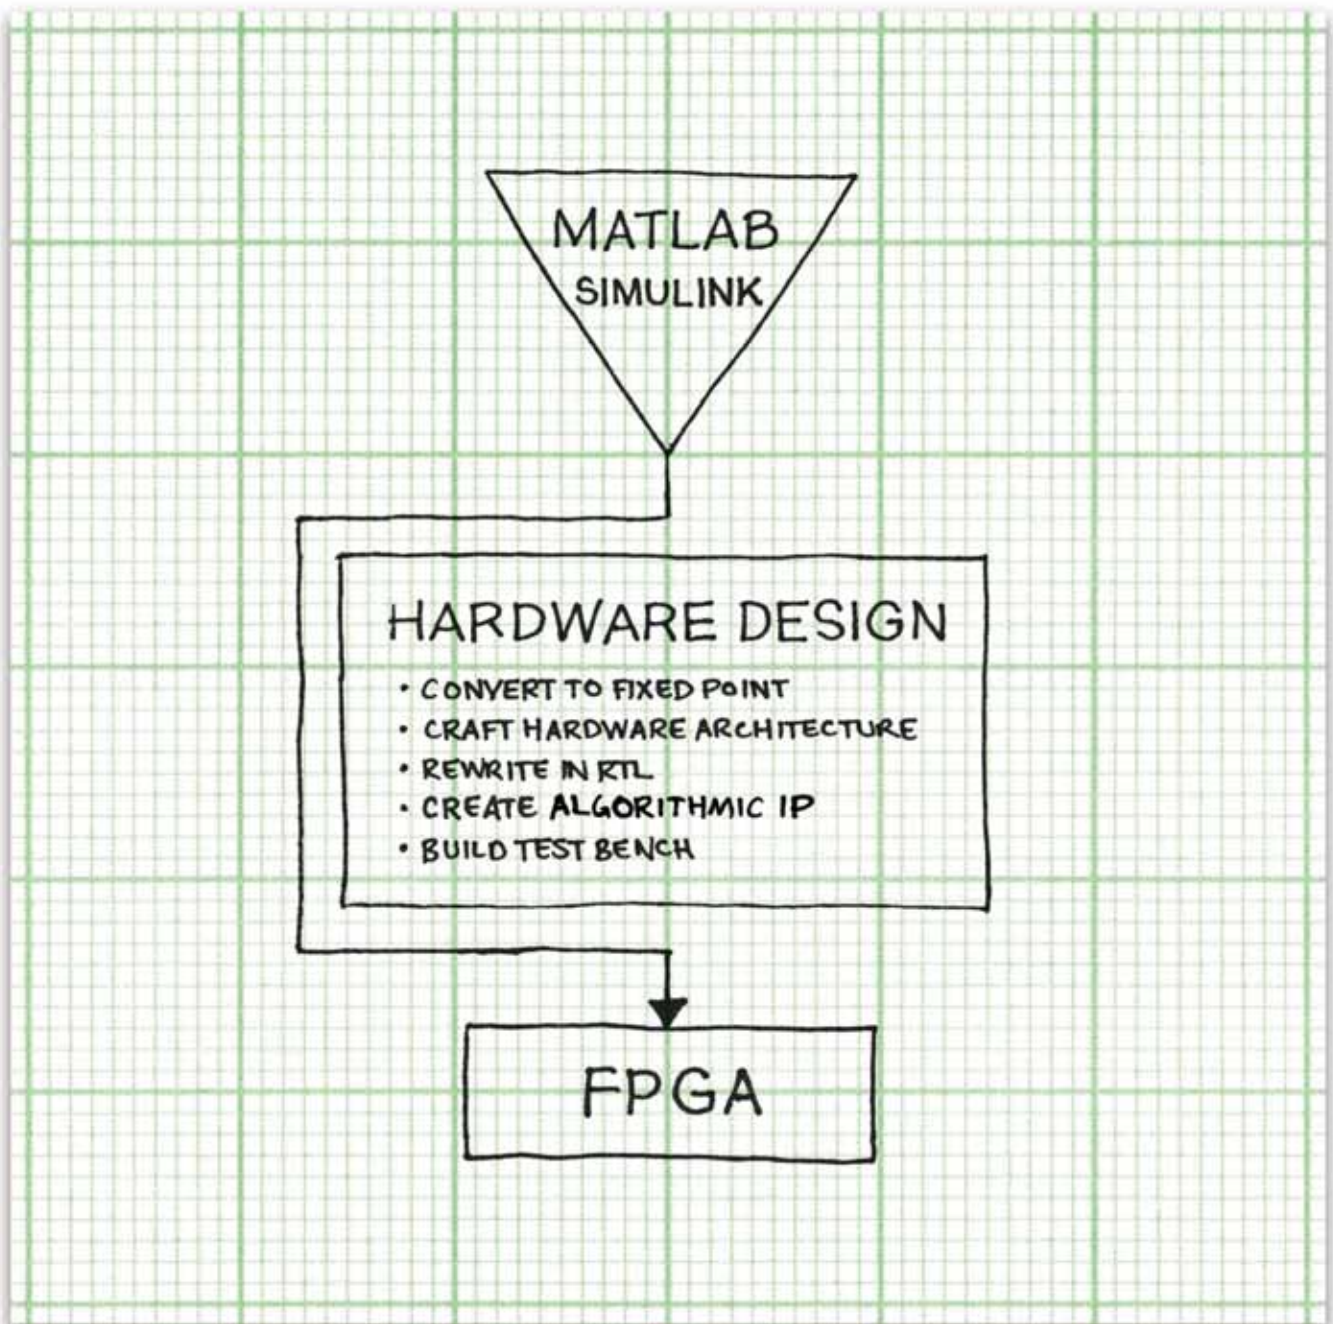 MATLAB
SIMULINK
HARDWARE DESIGN
• CONVERT TO FIXED POINT
• CRAFT HARDWARE ARCHITECTURE
• REWRITE IN RTL
• CREATE ALGORITHMIC IP
• BUILD TEST BENCH
FPGA